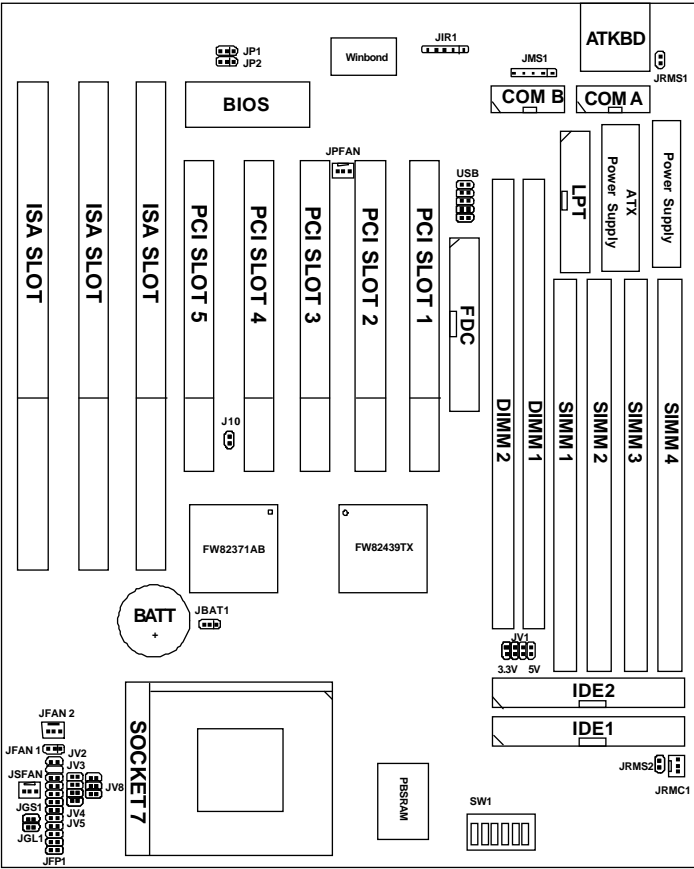 ATKBD
JP1
JP2
Winbond
JIR1
JMS1
JRMS1
BIOS
COM B
COM A
JPFAN
USB
LPT
ATX
Power Supply
Power Supply
ISA SLOT
ISA SLOT
ISA SLOT
PCI SLOT 5
PCI SLOT 4
PCI SLOT 3
PCI SLOT 2
PCI SLOT 1
FDC
DIMM 2
DIMM 1
SIMM 1
SIMM 2
SIMM 3
SIMM 4
J10
FW82371AB
FW82439TX
BATT
+
JBAT1
JV1
3.3V
5V
IDE2
IDE1
JFAN 2
JFAN 1
JV2
JV3
JSFAN
JV8
JGS1
JV4
JV5
JGL1
JFP1
SOCKET 7
PBSRAM
SW1
JRMS2
JRMC1